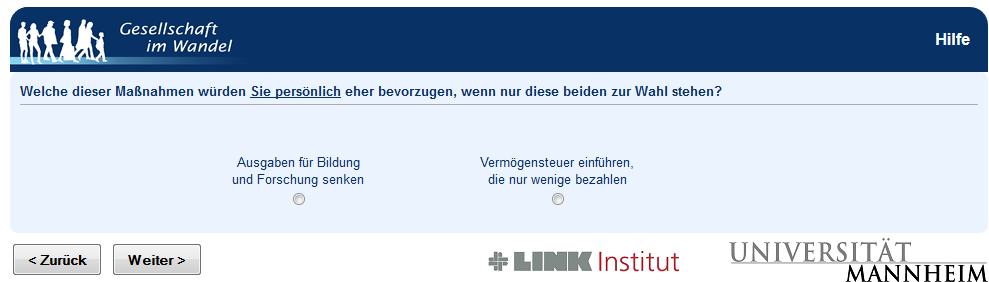 Gesellschaft
im Wandel
Hilfe
Welche dieser Maßnahmen würden Sie persönlich eher bevorzugen, wenn nur diese beiden zur Wahl stehen?
Ausgaben für Bildung
und Forschung senken
Vermögensteuer einführen,
die nur wenige bezahlen
< Zurück
Weiter >
LINK Institut
UNIVERSITÄT
MANNHEIM